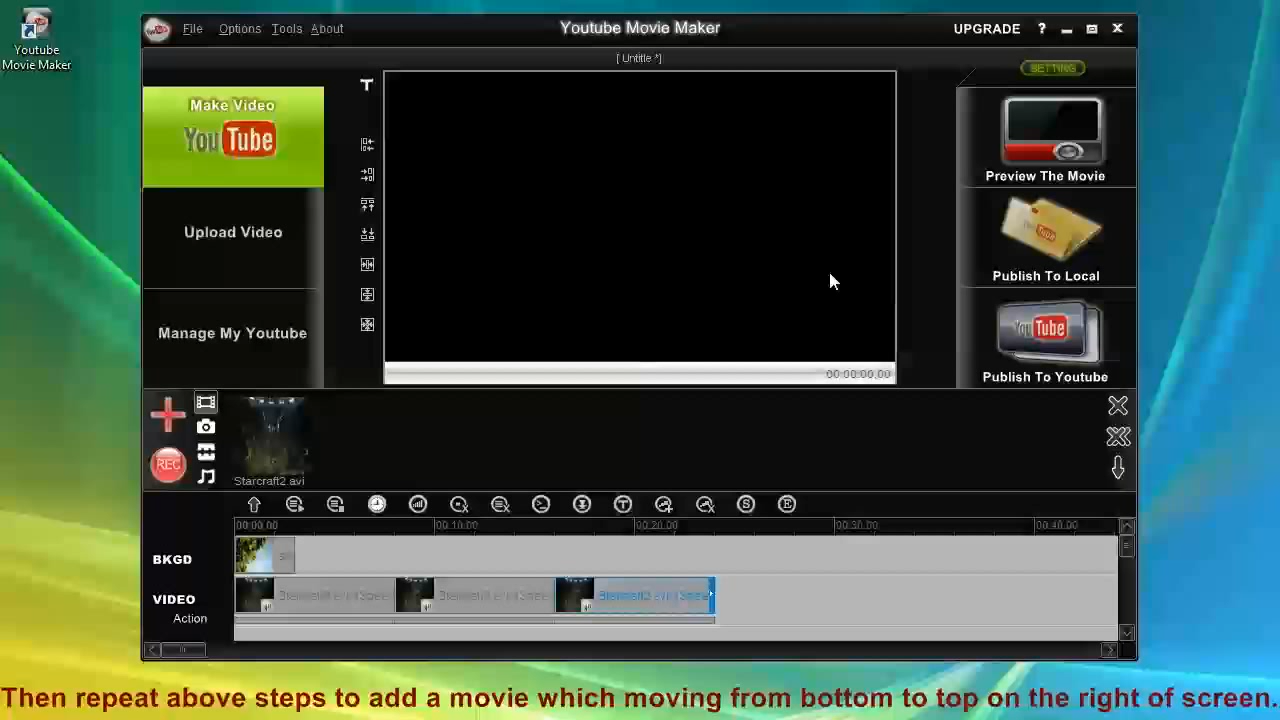 Youtube
Movie Maker
File Options Tools About
Youtube Movie Maker
UPGRADE ?
[ Untitle *]
SETTING
Make Video
YouTube
Upload Video
Manage My Youtube
T
Preview The Movie
YouTube
Publish To Local
YouTube
Publish To Youtube
00:00:00.00
REC
Starcraft2.avi
T
S
E
00:00.00
00:10.00
00:20.00
00:30.00
00:40.00
BKGD
VIDEO
Action
Then repeat above steps to add a movie which moving from bottom to top on the right of screen.